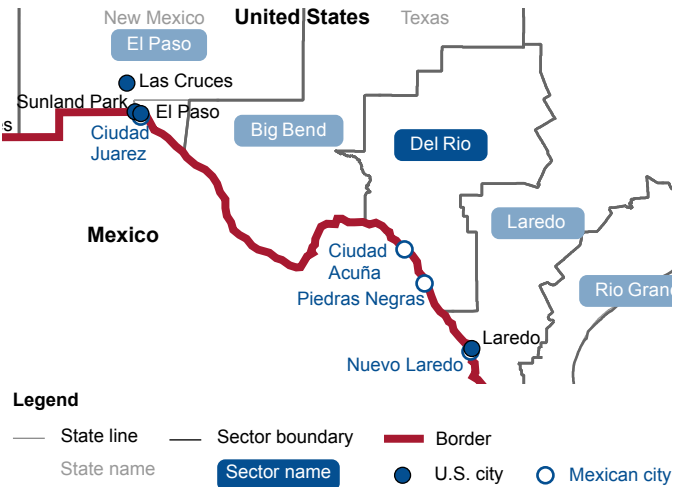 New Mexico
United States
Texas
El Paso
Las Cruces
Sunland Park
El Paso
Ciudad
Juarez
Big Bend
Del Rio
Mexico
Laredo
Ciudad
Acuña
Piedras Negras
Rio Gran
Laredo
Nuevo Laredo
Legend
State line
Sector boundary
Border
State name
Sector name
U.S. city
Mexican city